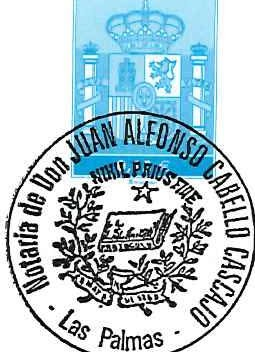 Notaría de Don JUAN ALFONSO CABELLO CASCAJO
NIHIL PRIUS FIDE
- Las Palmas -